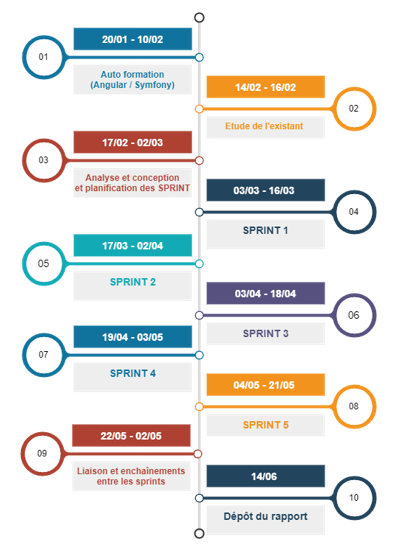 20/01 - 10/02
01
Auto formation
(Angular / Symfony)
14/02 - 16/02
02
Etude de l'existant
17/02 - 02/03
03
Analyse et conception
et planification des SPRINT
03/03 - 16/03
04
SPRINT 1
17/03 - 02/04
05
SPRINT 2
03/04 - 18/04
06
SPRINT 3
19/04 - 03/05
07
SPRINT 4
04/05 - 21/05
08
SPRINT 5
22/05 - 02/05
09
Liaison et enchaînements
entre les sprints
14/06
10
Dépôt du rapport